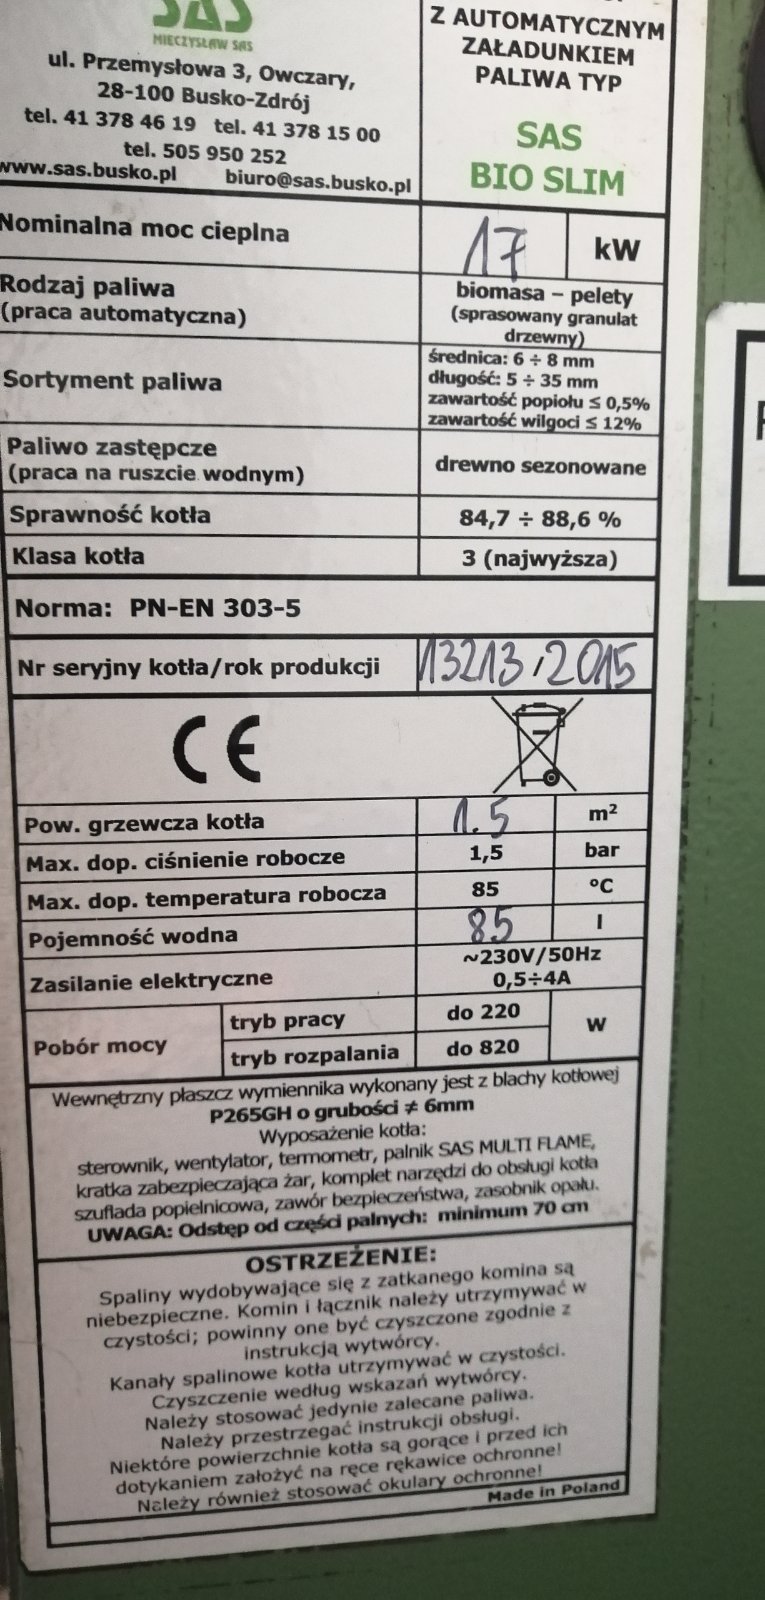 SAS
MIECZYSŁAW SAS
ul. Przemysłowa 3, Owczary,
28-100 Busko-Zdrój
tel. 41 378 46 19 tel. 41 378 15 00
tel. 505 950 252
www.sas.busko.pl biuro@sas.busko.pl
Z AUTOMATYCZNYM
ZAŁADUNKIEM
PALIWA TYP
SAS
BIO SLIM
Nominalna moc cieplna 17 kW
Rodzaj paliwa
(praca automatyczna)
biomasa – pelety
(sprasowany granulat
drzewny)
Sortyment paliwa
średnica: 6 ÷ 8 mm
długość: 5 ÷ 35 mm
zawartość popiołu ≤ 0,5%
zawartość wilgoci ≤ 12%
Paliwo zastępcze
(praca na ruszcie wodnym)
drewno sezonowane
Sprawność kotła 84,7 ÷ 88,6 %
Klasa kotła 3 (najwyższa)
Norma: PN-EN 303-5
Nr seryjny kotła/rok produkcji 13213/2015
CE
Pow. grzewcza kotła 1.5 m²
Max. dop. ciśnienie robocze 1,5 bar
Max. dop. temperatura robocza 85 °C
Pojemność wodna 85 l
Zasilanie elektryczne
~230V/50Hz
0,5÷4A
Pobór mocy
tryb pracy do 220
tryb rozpalania do 820
W
Wewnętrzny płaszcz wymiennika wykonany jest z blachy kotłowej
P265GH o grubości ≠ 6mm
Wyposażenie kotła:
sterownik, wentylator, termometr, palnik SAS MULTI FLAME,
kratka zabezpieczająca żar, komplet narzędzi do obsługi kotła
szuflada popielnicowa, zawór bezpieczeństwa, zasobnik opału.
UWAGA: Odstęp od części palnych: minimum 70 cm
OSTRZEŻENIE:
Spaliny wydobywające się z zatkanego komina są
niebezpieczne. Komin i łącznik należy utrzymywać w
czystości; powinny one być czyszczone zgodnie z
instrukcją wytwórcy.
Kanały spalinowe kotła utrzymywać w czystości.
Czyszczenie według wskazań wytwórcy.
Należy stosować jedynie zalecane paliwa.
Należy przestrzegać instrukcji obsługi.
Niektóre powierzchnie kotła są gorące i przed ich
dotykaniem założyć na ręce rękawice ochronne!
Należy również stosować okulary ochronne!
Made in Poland